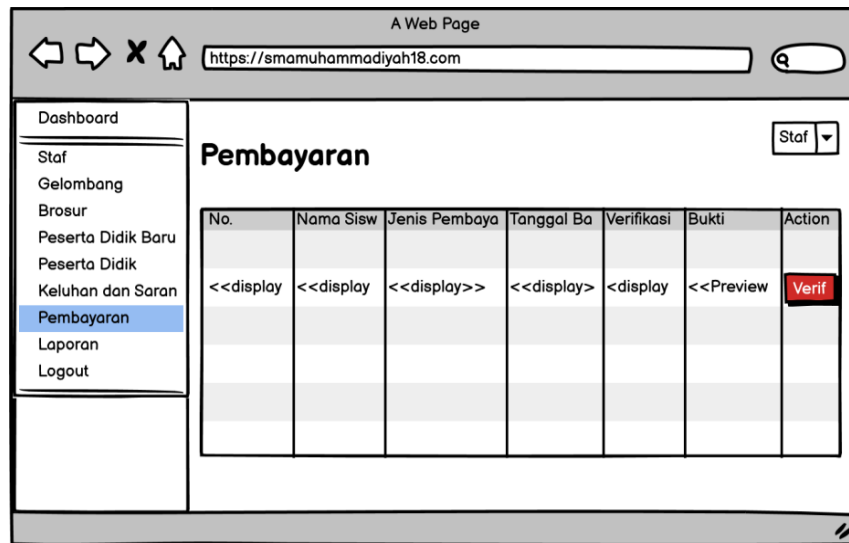 A Web Page
https://smamuhammadiyah18.com
Dashboard
Staf
Gelombang
Brosur
Peserta Didik Baru
Peserta Didik
Keluhan dan Saran
Pembayaran
Laporan
Logout
Staf
Pembayaran
No. Nama Sisw Jenis Pembaya Tanggal Ba Verifikasi Bukti Action
<<display <<display <<display>> <<display> <display <<Preview Verif